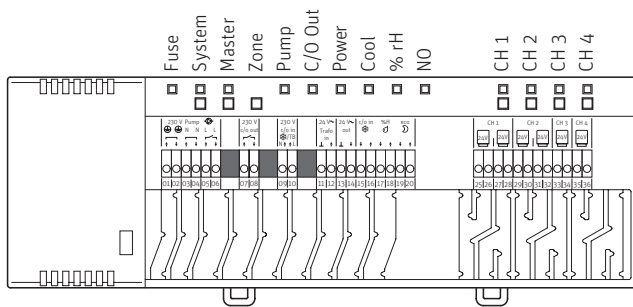 Fuse
System
Master
Zone
Pump
C/O Out
Power
Cool
% rH
NO
CH 1
CH 2
CH 3
CH 4
230 V Pump
N N L L
230 V
c/o out
230 V
c/o in
/TB
N L
24 V~
Trafo
in
24 V~
out
c/o in
%H
eco
CH 1
CH 2
CH 3
CH 4
24V 24V 24V 24V 24V 24V
01 02 03 04 05 06 07 08 09 10 11 12 13 14 15 16 17 18 19 20
25 26 27 28 29 30 31 32 33 34 35 36